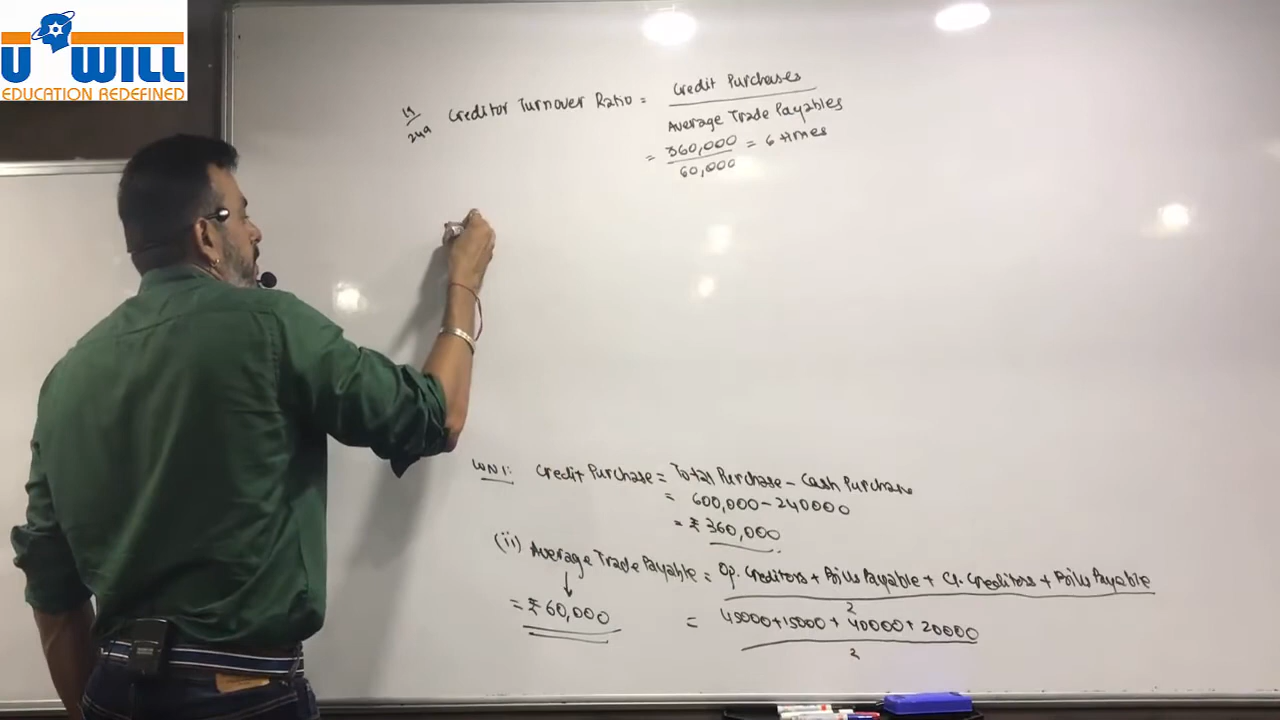 U WILL
EDUCATION REDEFINED
19/249 Creditor Turnover Ratio = Credit Purchases / Average Trade Payables
= 360,000 / 60,000 = 6 times
WN1: Credit Purchase = Total Purchase - Cash Purchase
= 600,000 - 240000
= ₹ 360,000
(ii) Average Trade Payable = Op. Creditors + Bills Payable + Cl. Creditors + Bills Payable / 2
= ₹ 60,000 = 45000 + 15000 + 40000 + 20000 / 2